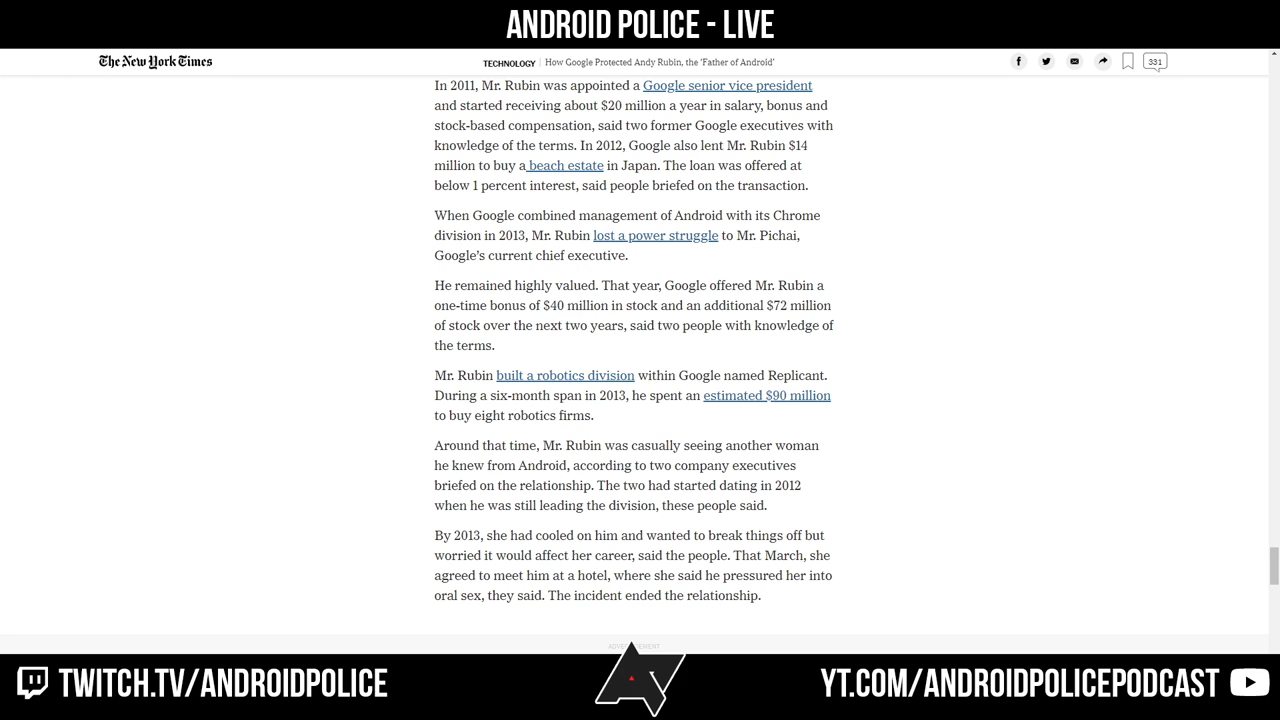 ANDROID POLICE - LIVE
The New York Times
TECHNOLOGY | How Google Protected Andy Rubin, the 'Father of Android'
331
In 2011, Mr. Rubin was appointed a Google senior vice president
and started receiving about $20 million a year in salary, bonus and
stock-based compensation, said two former Google executives with
knowledge of the terms. In 2012, Google also lent Mr. Rubin $14
million to buy a beach estate in Japan. The loan was offered at
below 1 percent interest, said people briefed on the transaction.
When Google combined management of Android with its Chrome
division in 2013, Mr. Rubin lost a power struggle to Mr. Pichai,
Google's current chief executive.
He remained highly valued. That year, Google offered Mr. Rubin a
one-time bonus of $40 million in stock and an additional $72 million
of stock over the next two years, said two people with knowledge of
the terms.
Mr. Rubin built a robotics division within Google named Replicant.
During a six-month span in 2013, he spent an estimated $90 million
to buy eight robotics firms.
Around that time, Mr. Rubin was casually seeing another woman
he knew from Android, according to two company executives
briefed on the relationship. The two had started dating in 2012
when he was still leading the division, these people said.
By 2013, she had cooled on him and wanted to break things off but
worried it would affect her career, said the people. That March, she
agreed to meet him at a hotel, where she said he pressured her into
oral sex, they said. The incident ended the relationship.
TWITCH.TV/ANDROIDPOLICE
YT.COM/ANDROIDPOLICEPODCAST